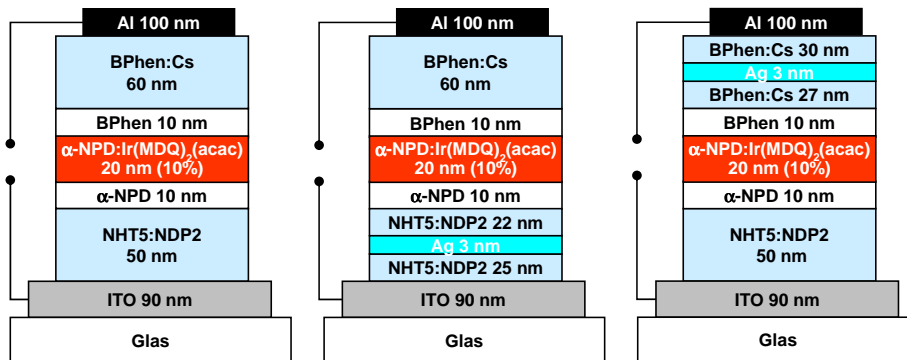 Al 100 nm
BPhen:Cs
60 nm
BPhen 10 nm
α-NPD:Ir(MDQ)₂(acac)
20 nm (10%)
α-NPD 10 nm
NHT5:NDP2
50 nm
ITO 90 nm
Glas
Al 100 nm
BPhen:Cs
60 nm
BPhen 10 nm
α-NPD:Ir(MDQ)₂(acac)
20 nm (10%)
α-NPD 10 nm
NHT5:NDP2 22 nm
Ag 3 nm
NHT5:NDP2 25 nm
ITO 90 nm
Glas
Al 100 nm
BPhen:Cs 30 nm
Ag 3 nm
BPhen:Cs 27 nm
BPhen 10 nm
α-NPD:Ir(MDQ)₂(acac)
20 nm (10%)
α-NPD 10 nm
NHT5:NDP2
50 nm
ITO 90 nm
Glas